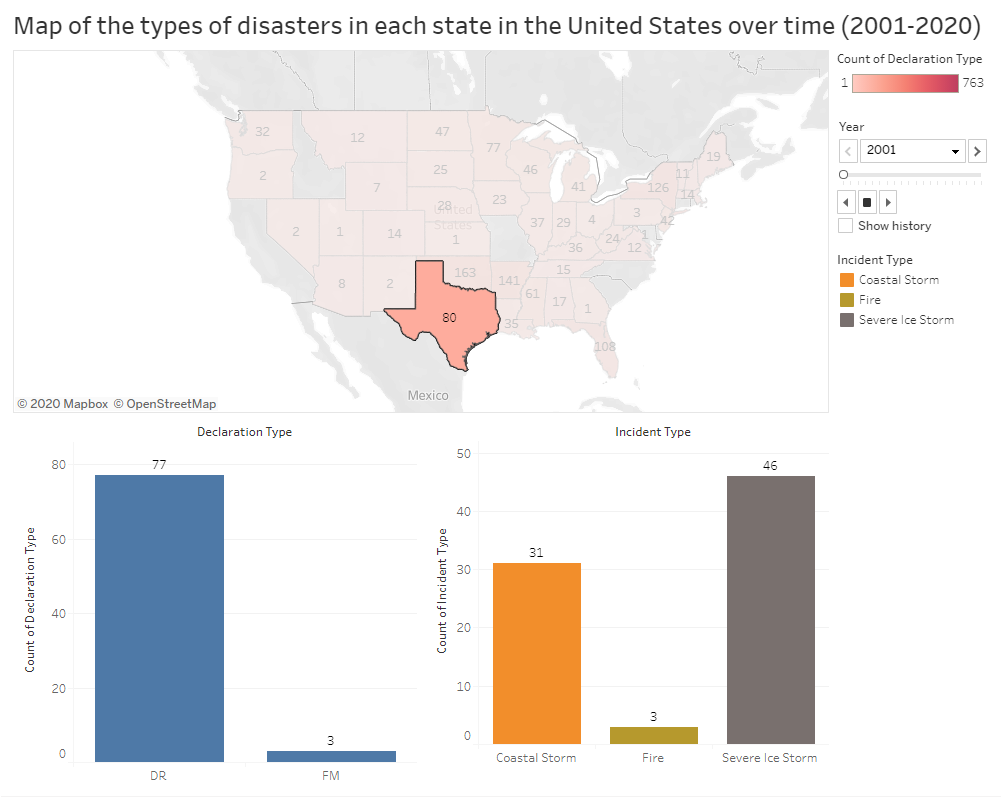 Map of the types of disasters in each state in the United States over time (2001-2020)
Count of Declaration Type
1 763
Year
2001
Show history
Incident Type
Coastal Storm
Fire
Severe Ice Storm
32 12 47 77 19
2 25 46 41 126 11 14
7 28 23 3 42
United
States
2 1 14 1 37 29 4 24 1 12
36
8 2 163 141 15
61 17 1
80 35 108
Mexico
© 2020 Mapbox © OpenStreetMap
Declaration Type
Count of Declaration Type
80
60
40
20
0
77
3
DR FM
Incident Type
Count of Incident Type
50
40
30
20
10
0
31
3
46
Coastal Storm Fire Severe Ice Storm